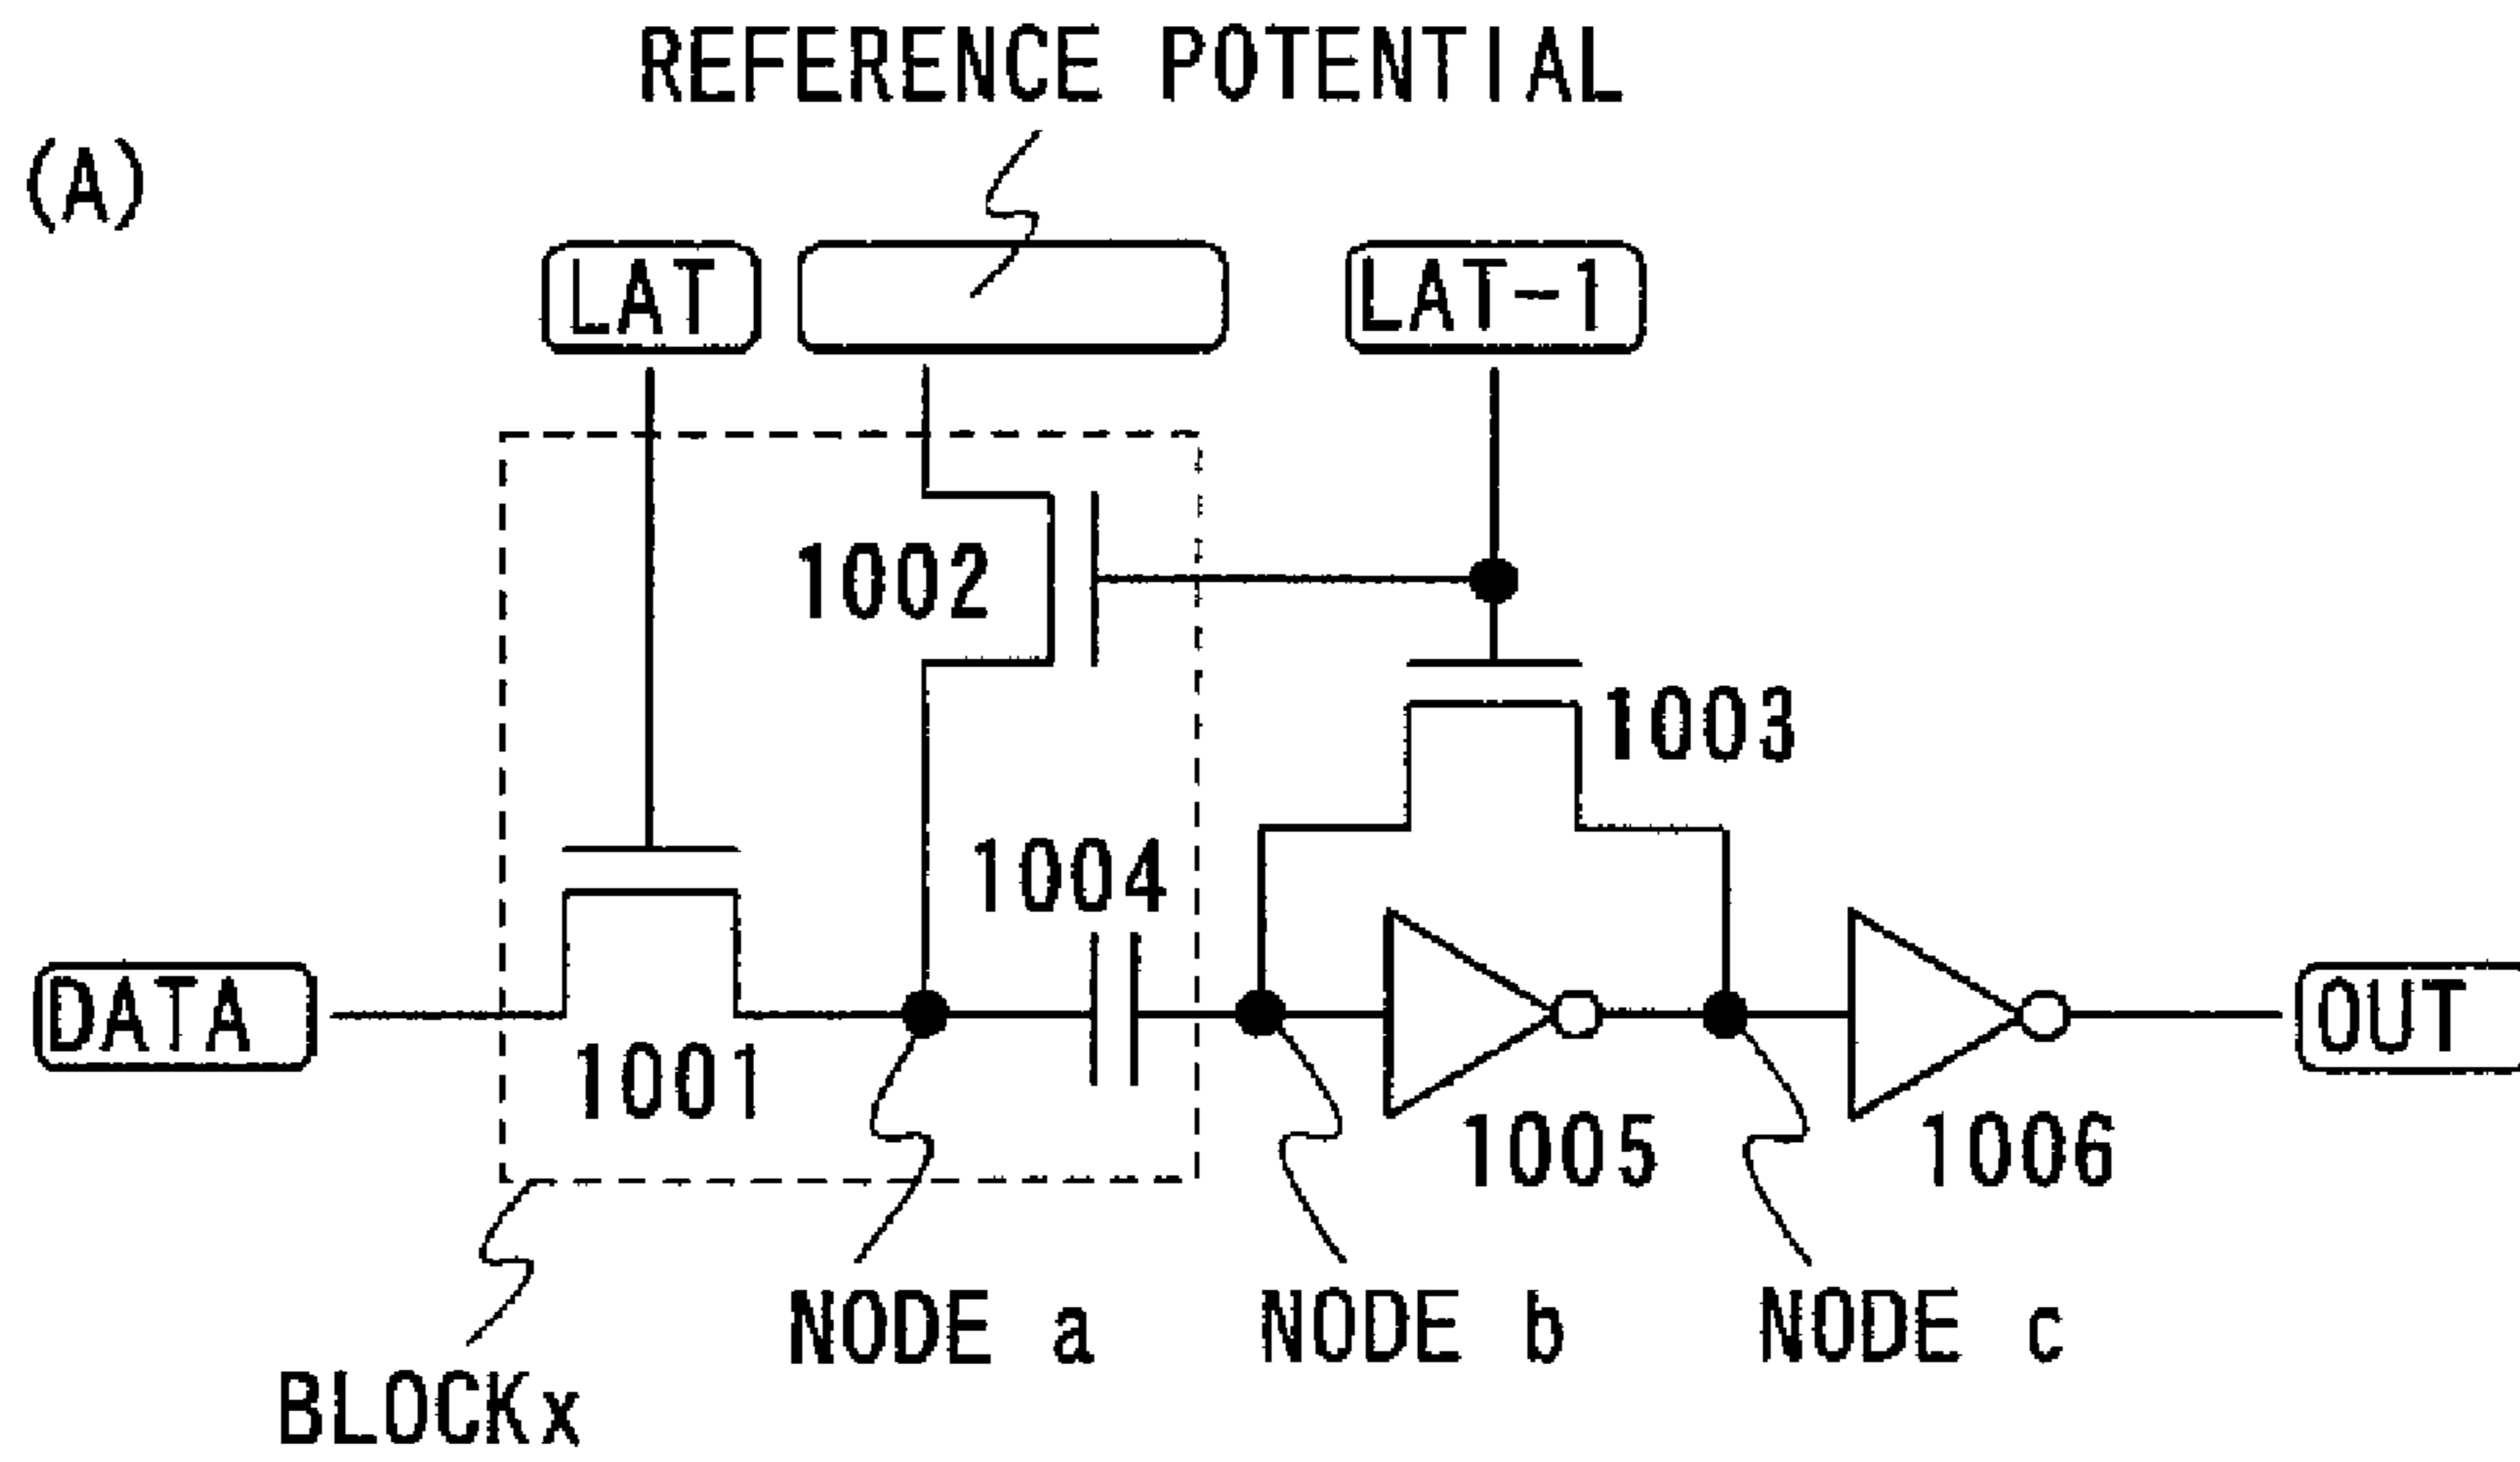 REFERENCE POTENTIAL
(A)
LAT
LAT-1
1002
1003
1004
DATA
OUT
1001
1005
1006
NODE a
NODE b
NODE c
BLOCKx